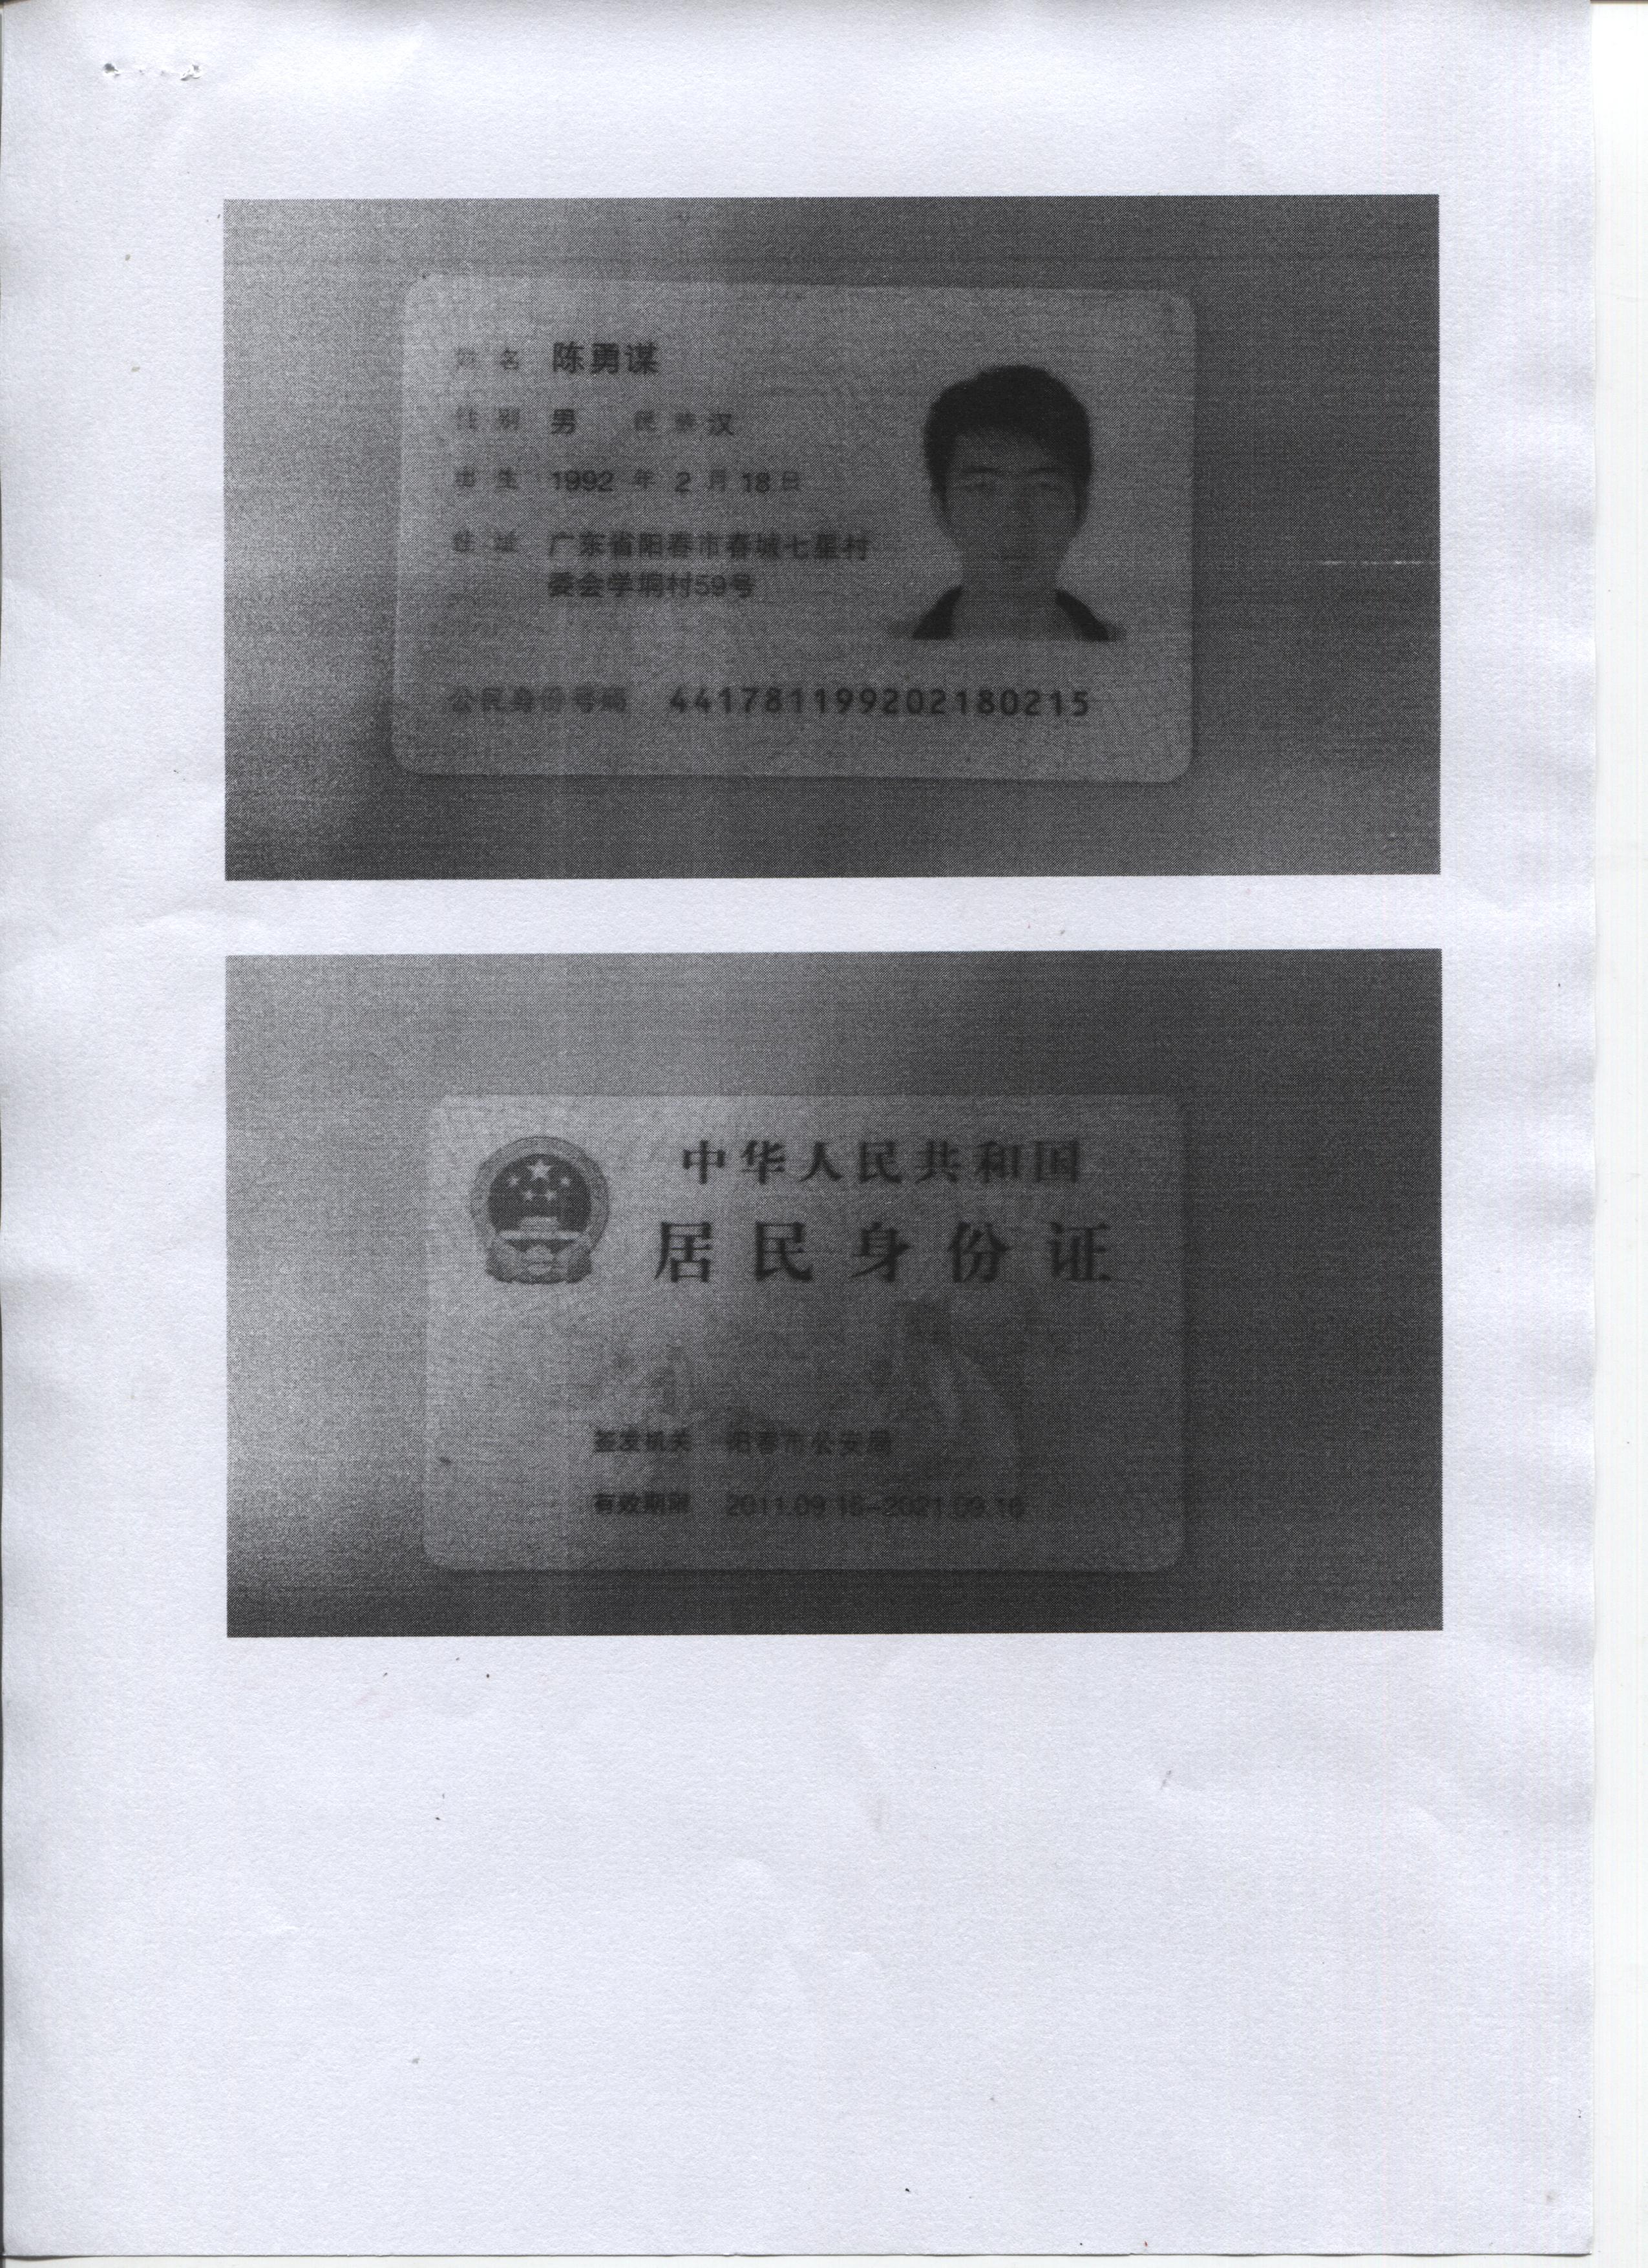 姓名 陈勇谋
性别 男 民族 汉
出生 1992 年 2 月 18 日
住址 广东省阳春市春城七星村
委会学垌村59号
公民身份号码 441781199202180215
中华人民共和国
居民身份证
签发机关 阳春市公安局
有效期限 2011.09.16-2021.09.16